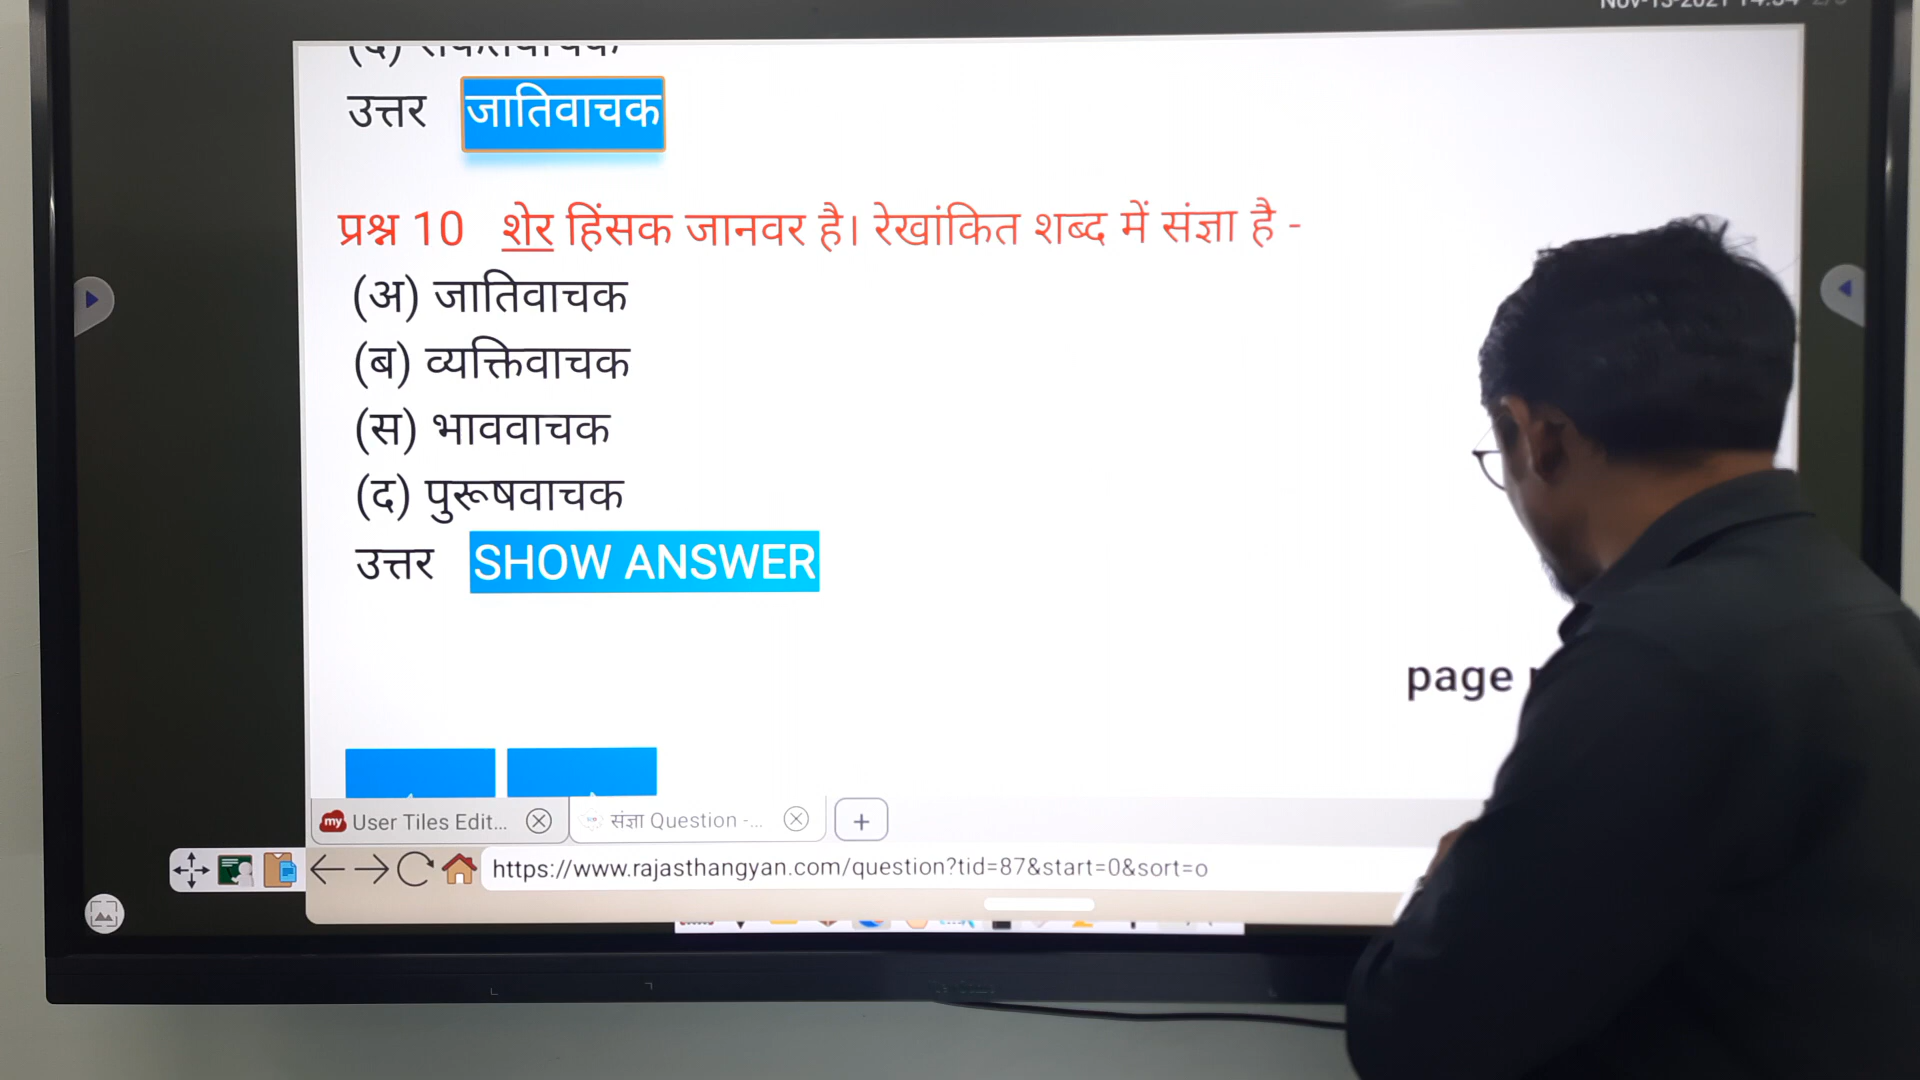 उत्तर जातिवाचक
प्रश्न 10 शेर हिंसक जानवर है। रेखांकित शब्द में संज्ञा है -
(अ) जातिवाचक
(ब) व्यक्तिवाचक
(स) भाववाचक
(द) पुरूषवाचक
उत्तर SHOW ANSWER
page
my User Tiles Edit... संज्ञा Question -...
https://www.rajasthangyan.com/question?tid=87&start=0&sort=o